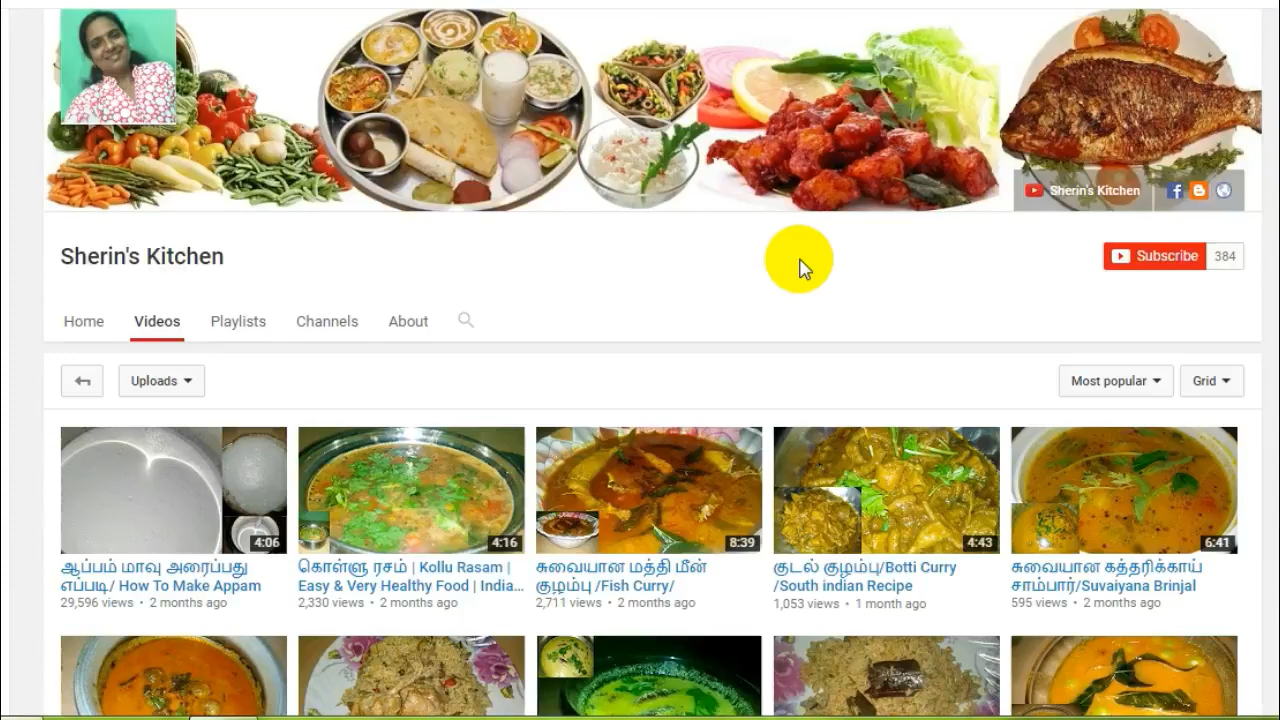 Sherin's Kitchen
Sherin's Kitchen
Subscribe 384
Home Videos Playlists Channels About
Uploads Most popular Grid
4:06 4:16 8:39 4:43 6:41
ஆப்பம் மாவு அரைப்பது
எப்படி/ How To Make Appam
29,596 views • 2 months ago
கொள்ளு ரசம் | Kollu Rasam |
Easy & Very Healthy Food | India...
2,330 views • 2 months ago
சுவையான மத்தி மீன்
குழம்பு /Fish Curry/
2,711 views • 2 months ago
குடல் குழம்பு/Botti Curry
/South indian Recipe
1,053 views • 1 month ago
சுவையான கத்தரிக்காய்
சாம்பார்/Suvaiyana Brinjal
595 views • 2 months ago